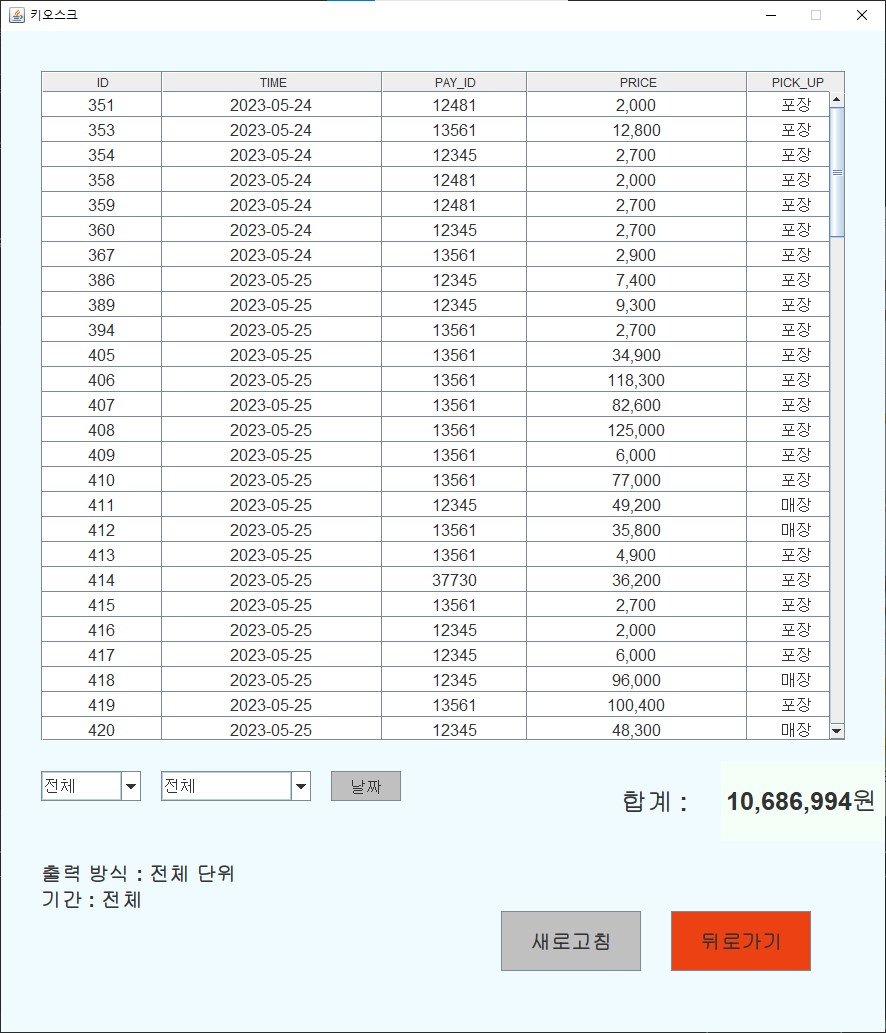 키오스크
ID TIME PAY_ID PRICE PICK_UP
351 2023-05-24 12481 2,000 포장
353 2023-05-24 13561 12,800 포장
354 2023-05-24 12345 2,700 포장
358 2023-05-24 12481 2,000 포장
359 2023-05-24 12481 2,700 포장
360 2023-05-24 12345 2,700 포장
367 2023-05-24 13561 2,900 포장
386 2023-05-25 12345 7,400 포장
389 2023-05-25 12345 9,300 포장
394 2023-05-25 13561 2,700 포장
405 2023-05-25 13561 34,900 포장
406 2023-05-25 13561 118,300 포장
407 2023-05-25 13561 82,600 포장
408 2023-05-25 13561 125,000 포장
409 2023-05-25 13561 6,000 포장
410 2023-05-25 13561 77,000 포장
411 2023-05-25 12345 49,200 매장
412 2023-05-25 13561 35,800 매장
413 2023-05-25 13561 4,900 포장
414 2023-05-25 37730 36,200 포장
415 2023-05-25 13561 2,700 포장
416 2023-05-25 12345 2,000 포장
417 2023-05-25 12345 6,000 포장
418 2023-05-25 12345 96,000 매장
419 2023-05-25 13561 100,400 포장
420 2023-05-25 12345 48,300 매장
전체 전체 날짜
합계 : 10,686,994원
출력 방식 : 전체 단위
기간 : 전체
새로고침 뒤로가기